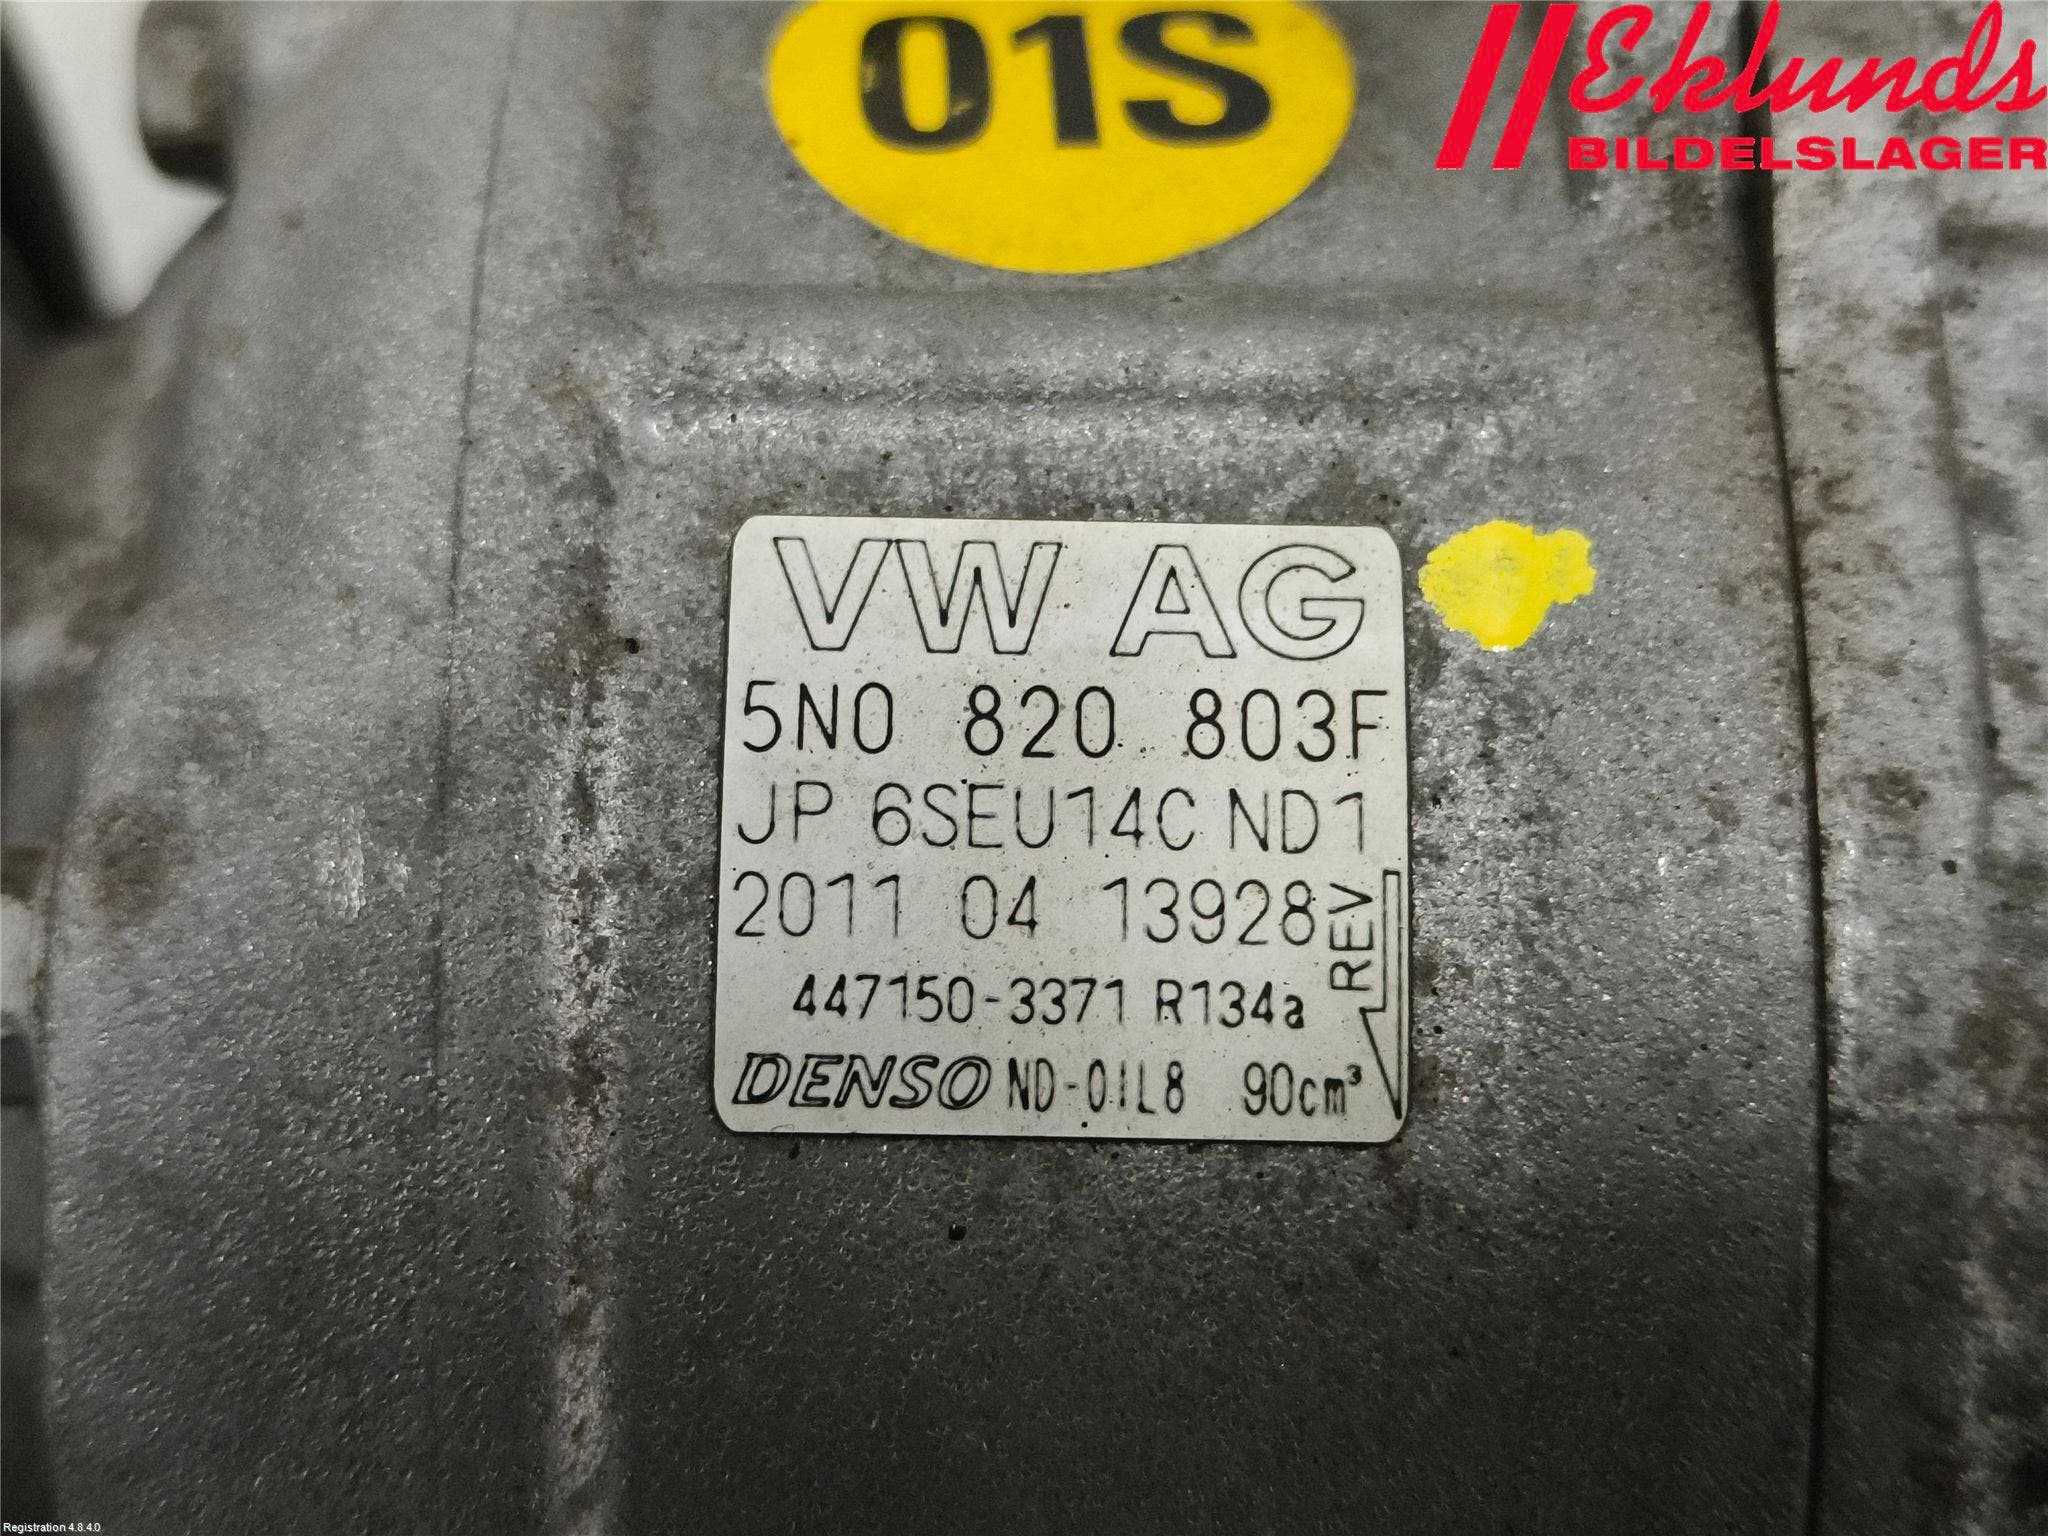 01S
Eklunds
BILDELSLAGER
VW AG
5N0 820 803F
JP 6SEU14C ND1
2011 04 13928
REV
447150-3371 R134a
DENSO ND-OIL8 90cm³
Registration 4.8.4.0